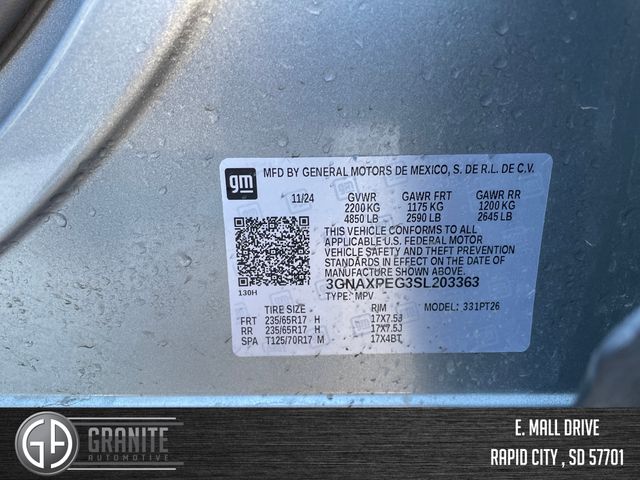 gm MFD BY GENERAL MOTORS DE MEXICO, S. DE R.L. DE C.V.
11/24 GVWR GAWR FRT GAWR RR
2200 KG 1175 KG 1200 KG
4850 LB 2590 LB 2645 LB
THIS VEHICLE CONFORMS TO ALL
APPLICABLE U.S. FEDERAL MOTOR
VEHICLE SAFETY AND THEFT PREVENTION
STANDARDS IN EFFECT ON THE DATE OF
MANUFACTURE SHOWN ABOVE.
130H 3GNAXPEG3SL203363
TYPE: MPV
TIRE SIZE RIM MODEL: 331PT26
FRT 235/65R17 H 17X7.5J
RR 235/65R17 H 17X7.5J
SPA T125/70R17 M 17X4BT
GA GRANITE
AUTOMOTIVE
E. MALL DRIVE
RAPID CITY , SD 57701